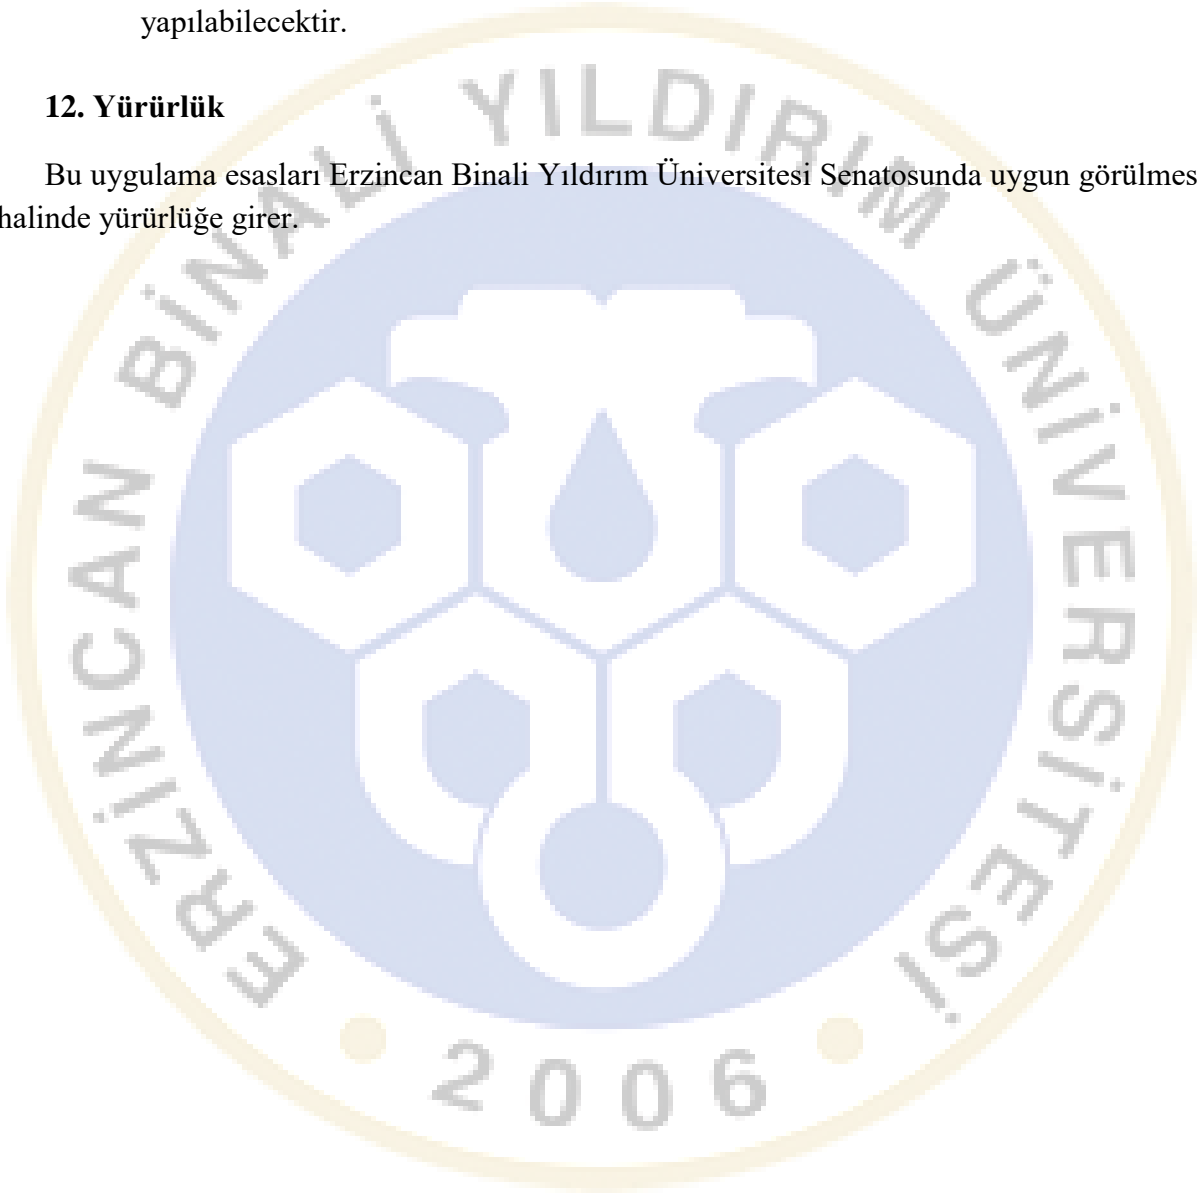 yapılabilecektir.
12. Yürürlük
Bu uygulama esasları Erzincan Binali Yıldırım Üniversitesi Senatosunda uygun görülmes
halinde yürürlüğe girer.
ERZİNCAN BİNALİ YILDIRIM ÜNİVERSİTESİ
2006